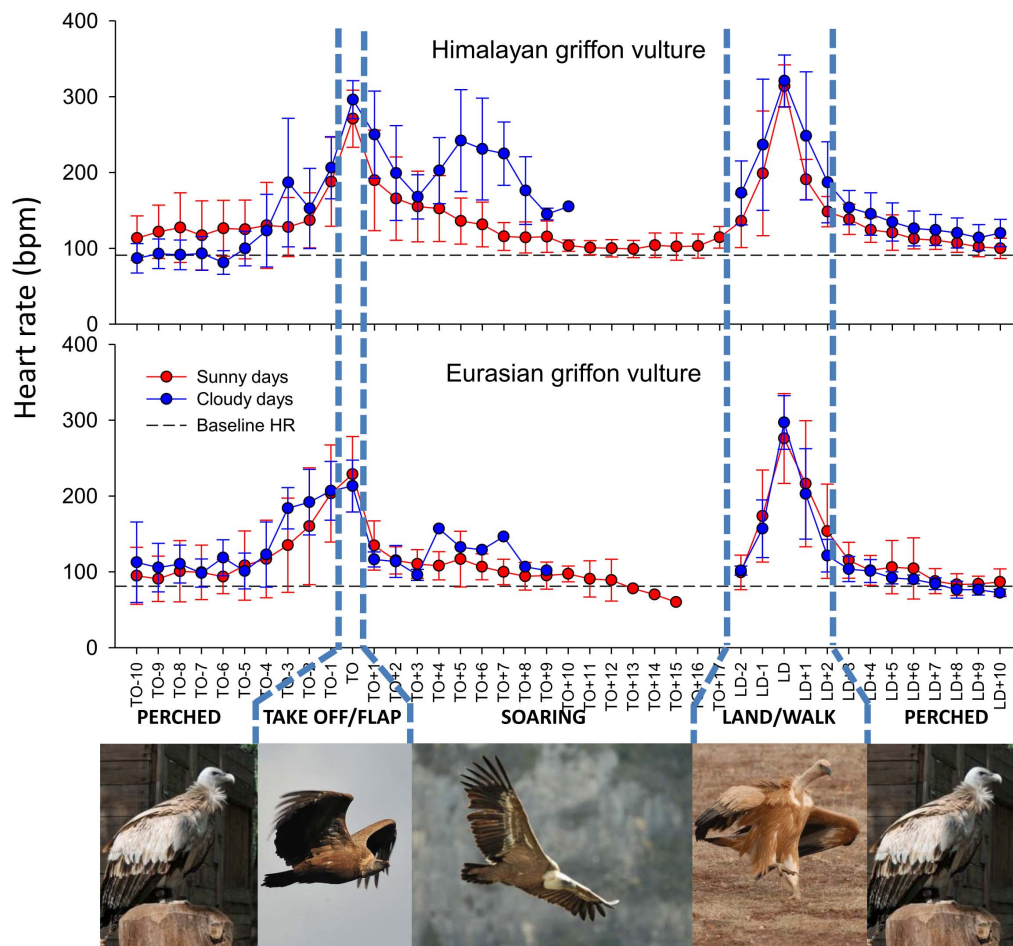 Heart rate (bpm)
Himalayan griffon vulture
400
300
200
100
0
Eurasian griffon vulture
Sunny days
Cloudy days
Baseline HR
400
300
200
100
0
TO-10
TO-9
TO-8
TO-7
TO-6
TO-5
TO-4
TO-3
TO-2
TO-1
TO
TO+1
TO+2
TO+3
TO+4
TO+5
TO+6
TO+7
TO+8
TO+9
TO+10
TO+11
TO+12
TO+13
TO+14
TO+15
TO+16
TO+17
LD-2
LD-1
LD
LD+1
LD+2
LD+3
LD+4
LD+5
LD+6
LD+7
LD+8
LD+9
LD+10
PERCHED TAKE OFF/FLAP SOARING LAND/WALK PERCHED